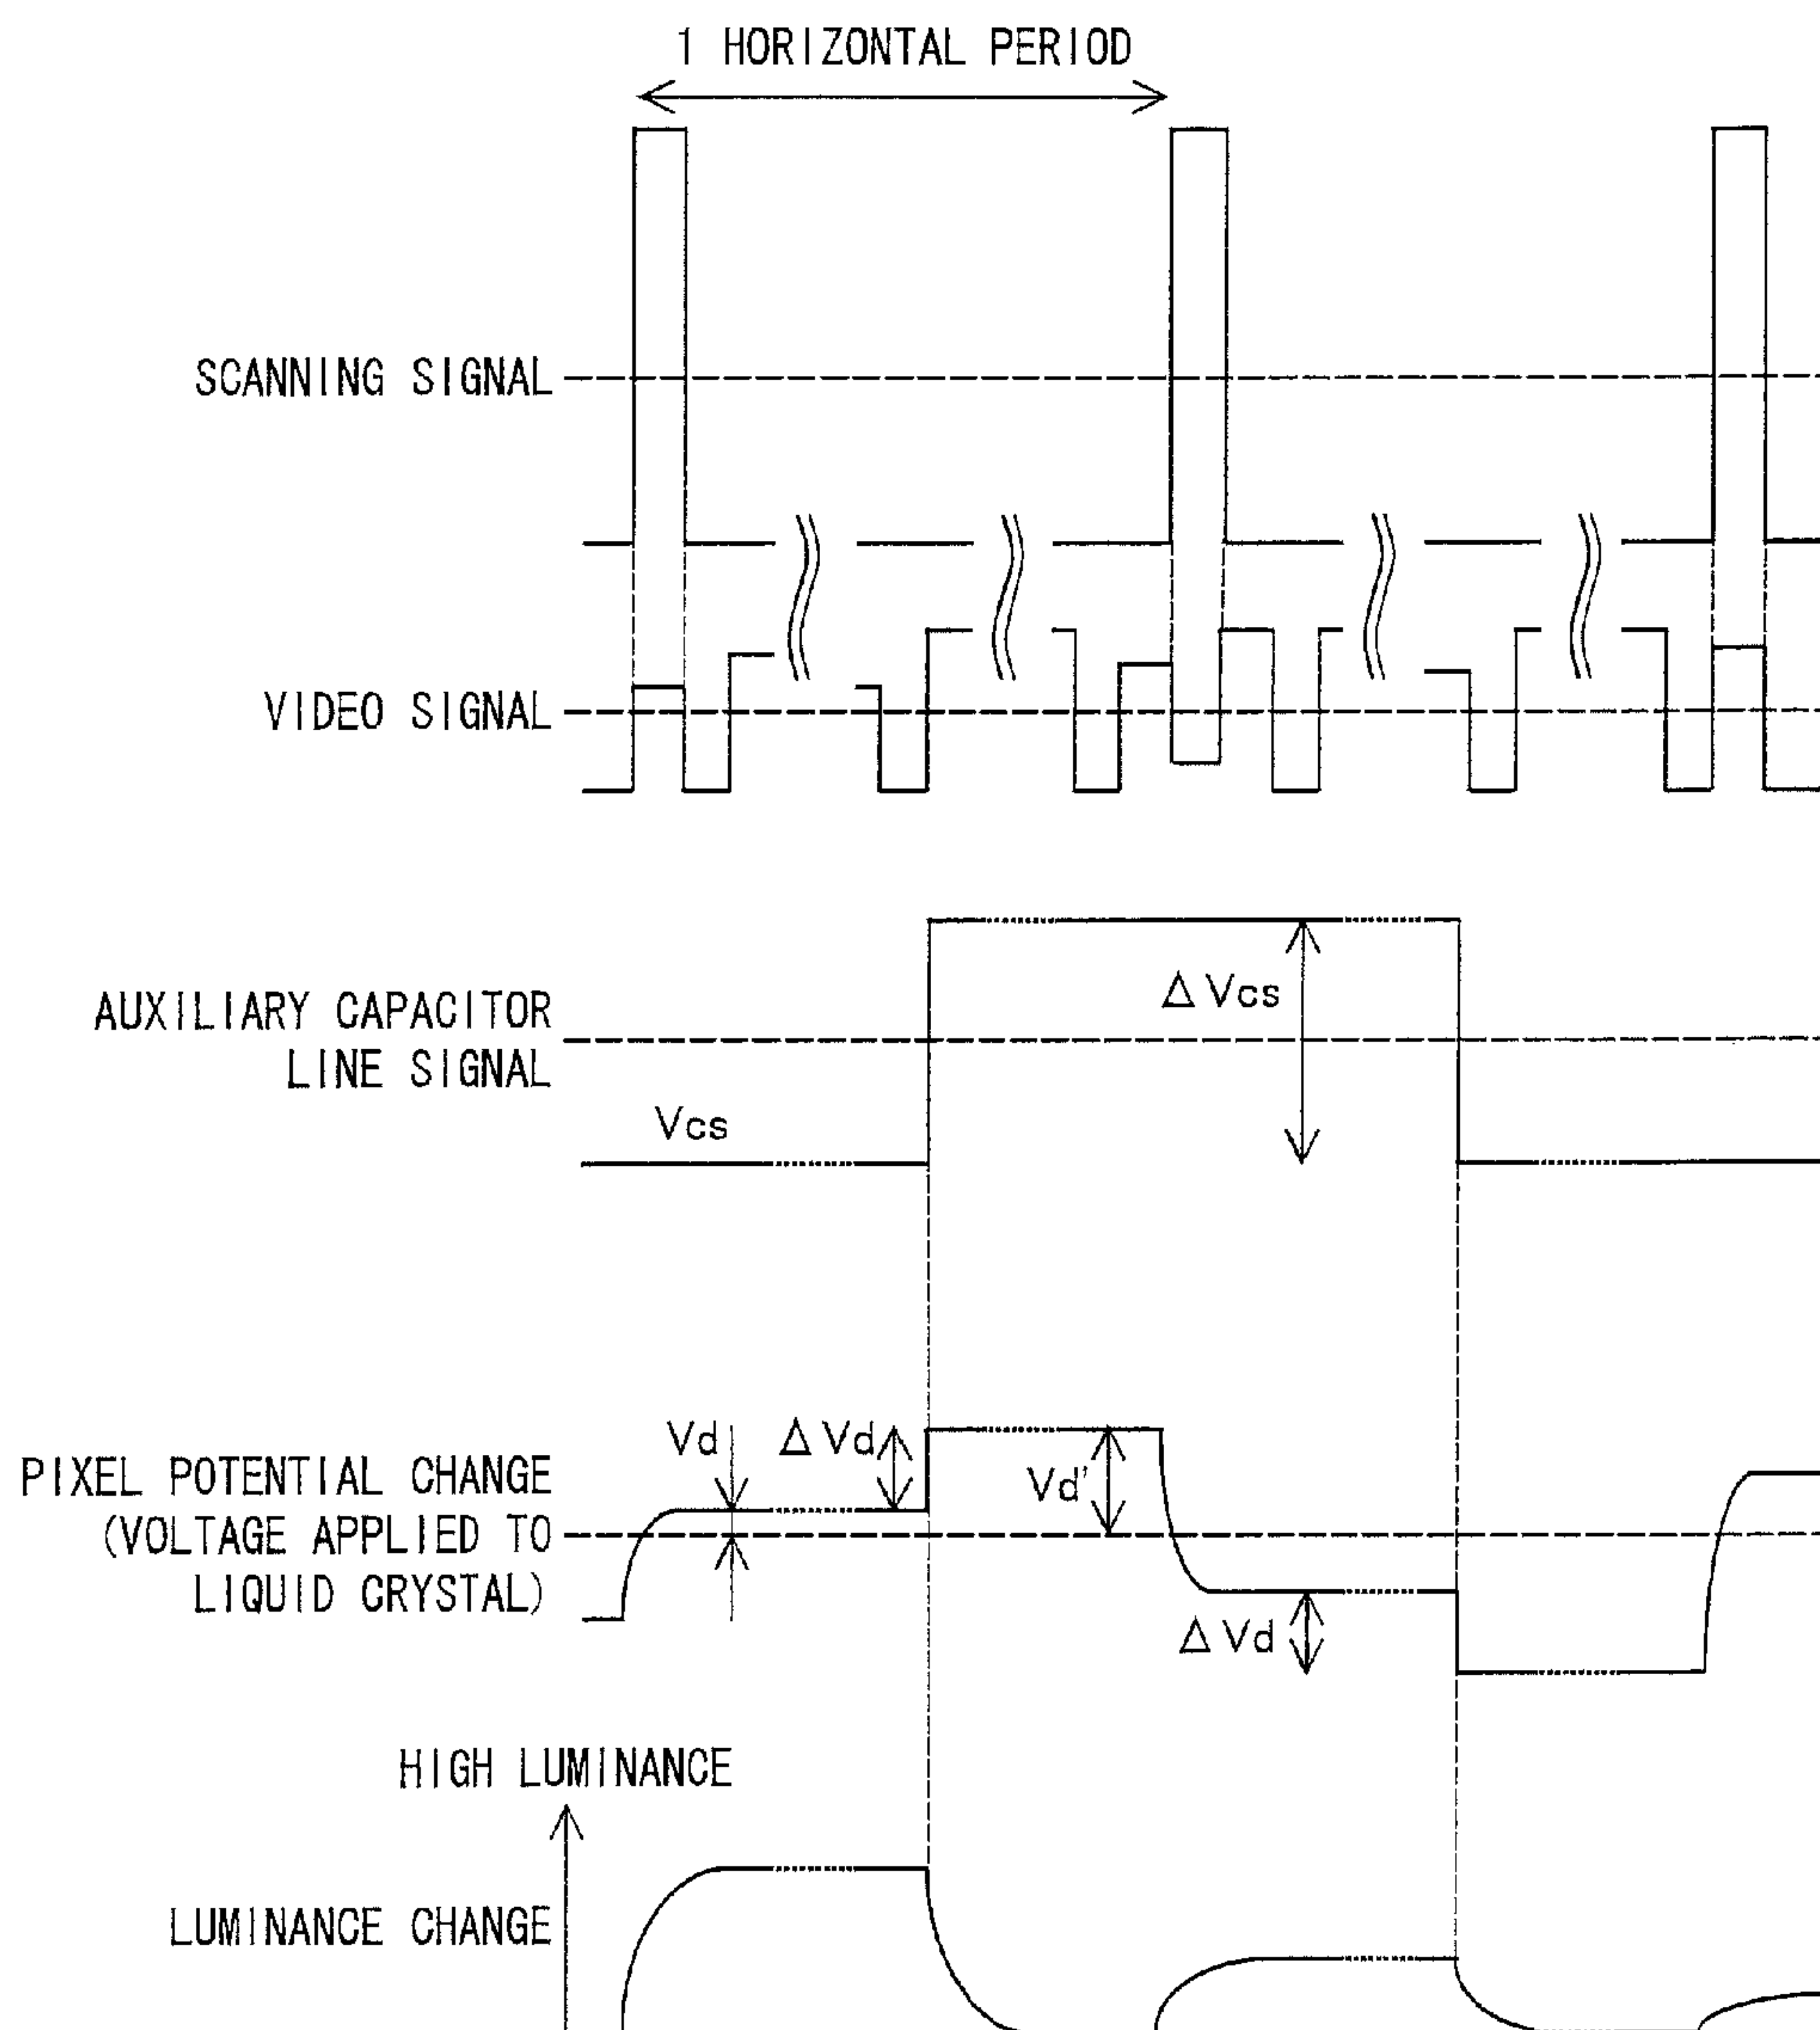 1 HORIZONTAL PERIOD
SCANNING SIGNAL
VIDEO SIGNAL
AUXILIARY CAPACITOR
LINE SIGNAL
ΔVcs
Vcs
Vd
ΔVd
Vd'
PIXEL POTENTIAL CHANGE
(VOLTAGE APPLIED TO
LIQUID CRYSTAL)
ΔVd
HIGH LUMINANCE
LUMINANCE CHANGE